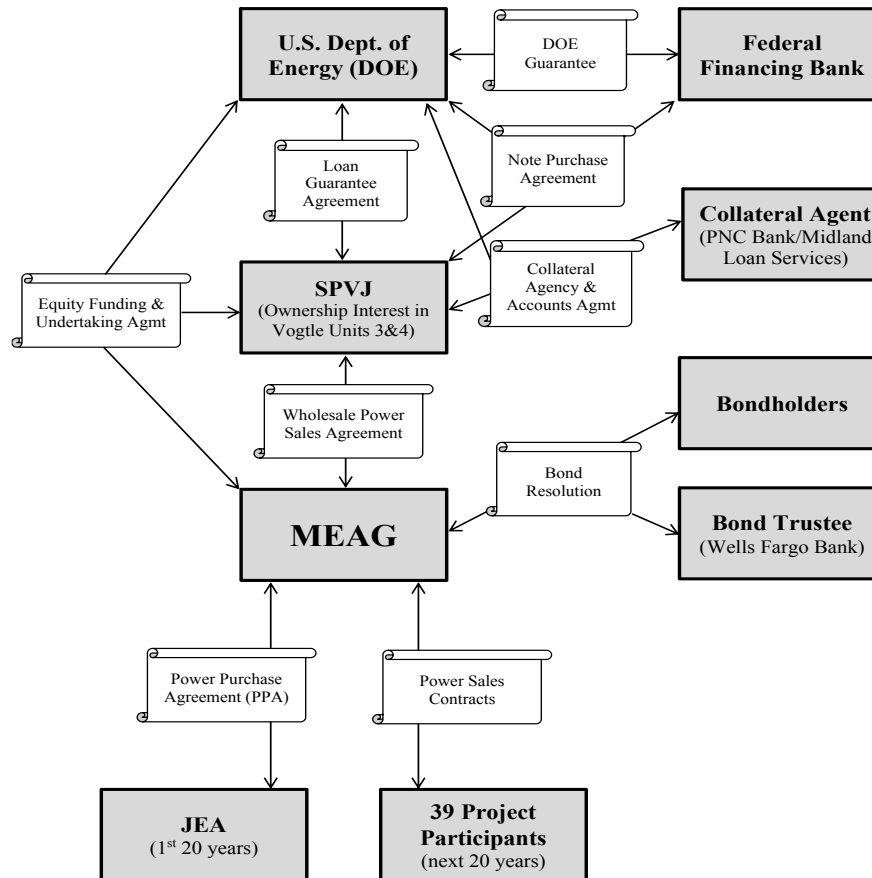 U.S. Dept. of
Energy (DOE)
DOE
Guarantee
Federal
Financing Bank
Loan
Guarantee
Agreement
Note Purchase
Agreement
Collateral Agent
(PNC Bank/Midland
Loan Services)
Equity Funding &
Undertaking Agmt
SPVJ
(Ownership Interest in
Vogtle Units 3&4)
Collateral
Agency &
Accounts Agmt
Wholesale Power
Sales Agreement
Bondholders
Bond
Resolution
MEAG
Bond Trustee
(Wells Fargo Bank)
Power Purchase
Agreement (PPA)
Power Sales
Contracts
JEA
(1st 20 years)
39 Project
Participants
(next 20 years)